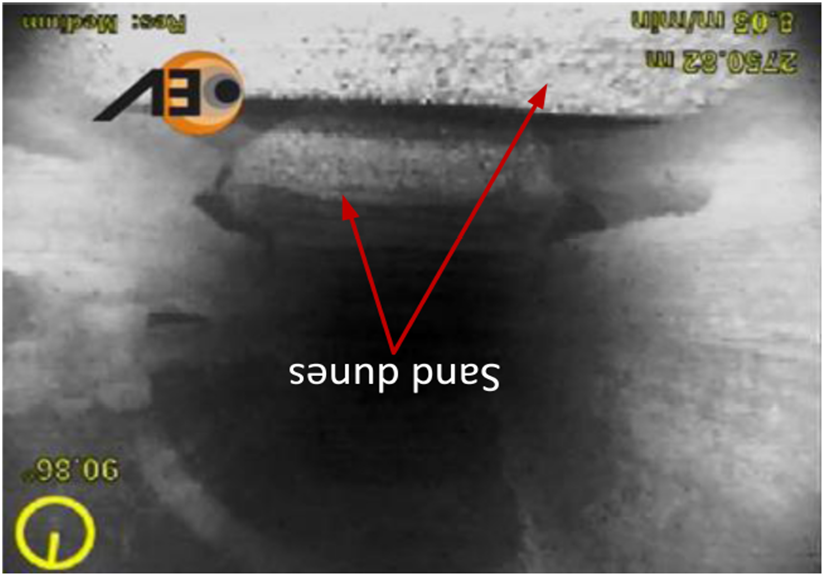 90.86°
Sand dunes
2750.82 m
EV
8.05 m/min
Res: Medium